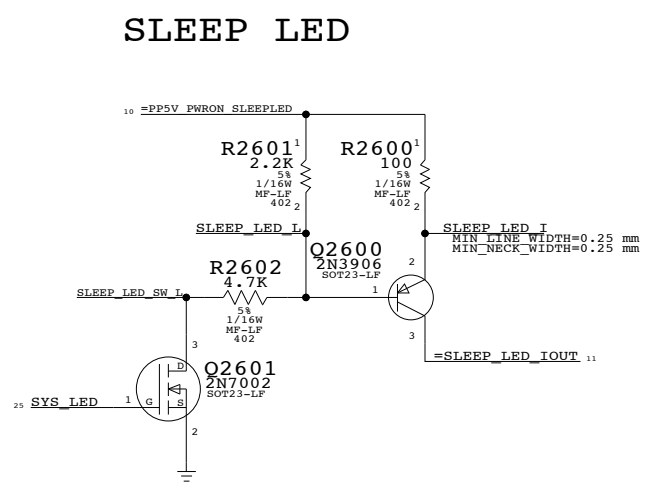 SLEEP LED
10 =PP5V_PWRON_SLEEPLED
R2601
1
2.2K
5%
1/16W
MF-LF
402
2
R2600
1
100
5%
1/16W
MF-LF
402
2
SLEEP_LED_L
SLEEP_LED_I
MIN_LINE_WIDTH=0.25 mm
MIN_NECK_WIDTH=0.25 mm
Q2600
2N3906
SOT23-LF
2
1
3
R2602
4.7K
5%
1/16W
MF-LF
402
SLEEP_LED_SW_L
=SLEEP_LED_IOUT 11
3
Q2601
2N7002
SOT23-LF
D
G
S
1
2
25 SYS_LED